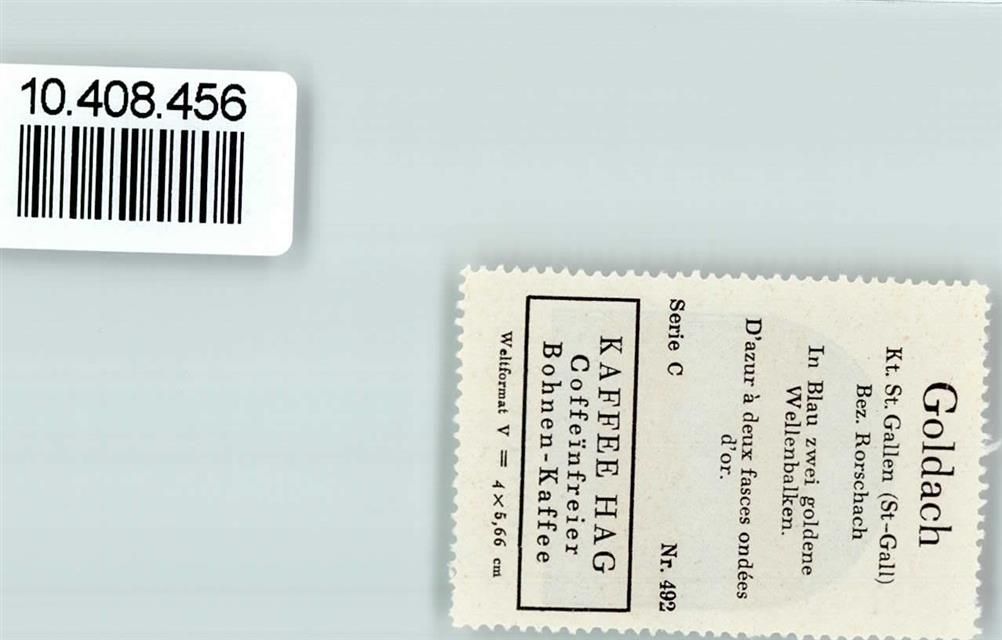 10.408.456
Goldach
Kt. St. Gallen (St-Gall)
Bez. Rorschach
In Blau zwei goldene
Wellenbalken.
D'azur à deux fasces ondées
d'or.
Serie C Nr. 492
KAFFEE HAG
Coffeïnfreier
Bohnen-Kaffee
Weltformat V = 4 × 5,66 cm